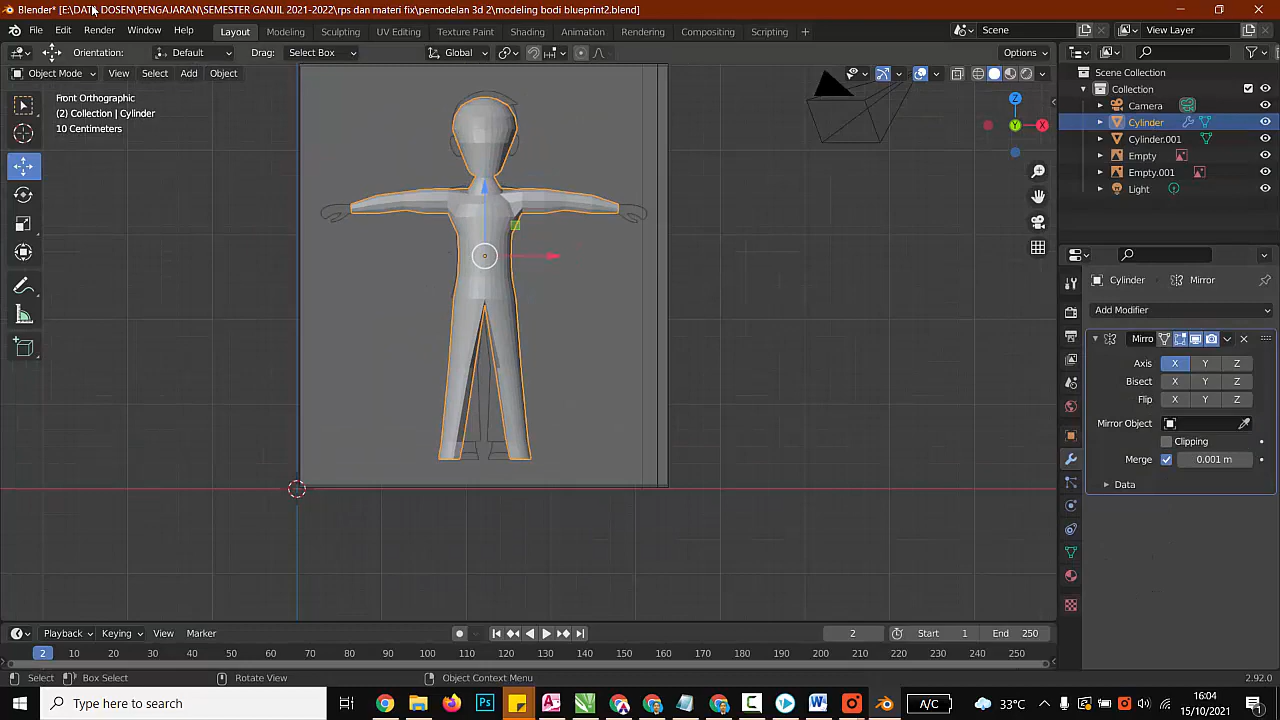 Blender* [E:\DATA DOSEN\PENGAJARAN\SEMESTER GANJIL 2021-2022\rps dan materi fix\pemodelan 3d 2\modeling bodi blueprint2.blend]
File Edit Render Window Help Layout Modeling Sculpting UV Editing Texture Paint Shading Animation Rendering Compositing Scripting + Scene View Layer
Orientation: Default Drag: Select Box Global Options
Object Mode View Select Add Object
Scene Collection
Collection
Camera
Cylinder
Cylinder.001
Empty
Empty.001
Light
Front Orthographic
(2) Collection | Cylinder
10 Centimeters
Z
Y
X
Cylinder Mirror
Add Modifier
Mirro
Axis X Y Z
Bisect X Y Z
Flip X Y Z
Mirror Object
Clipping
Merge 0.001 m
Data
Playback Keying View Marker 2 Start 1 End 250
2 10 20 30 40 50 60 70 80 90 100 110 120 130 140 150 160 170 180 190 200 210 220 230 240 250
Select Box Select Rotate View Object Context Menu 2.92.0
Type here to search A/C 33°C 16:04
15/10/2021